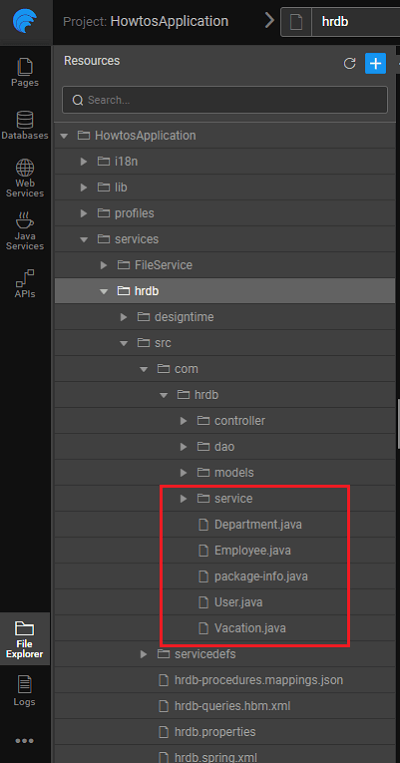 Project: HowtosApplication
hrdb
Pages
Databases
Web
Services
Java
Services
APIs
File
Explorer
Logs
Resources
Search...
HowtosApplication
i18n
lib
profiles
services
FileService
hrdb
designtime
src
com
hrdb
controller
dao
models
service
Department.java
Employee.java
package-info.java
User.java
Vacation.java
servicedefs
hrdb-procedures.mappings.json
hrdb-queries.hbm.xml
hrdb.properties
hrdb.spring.xml